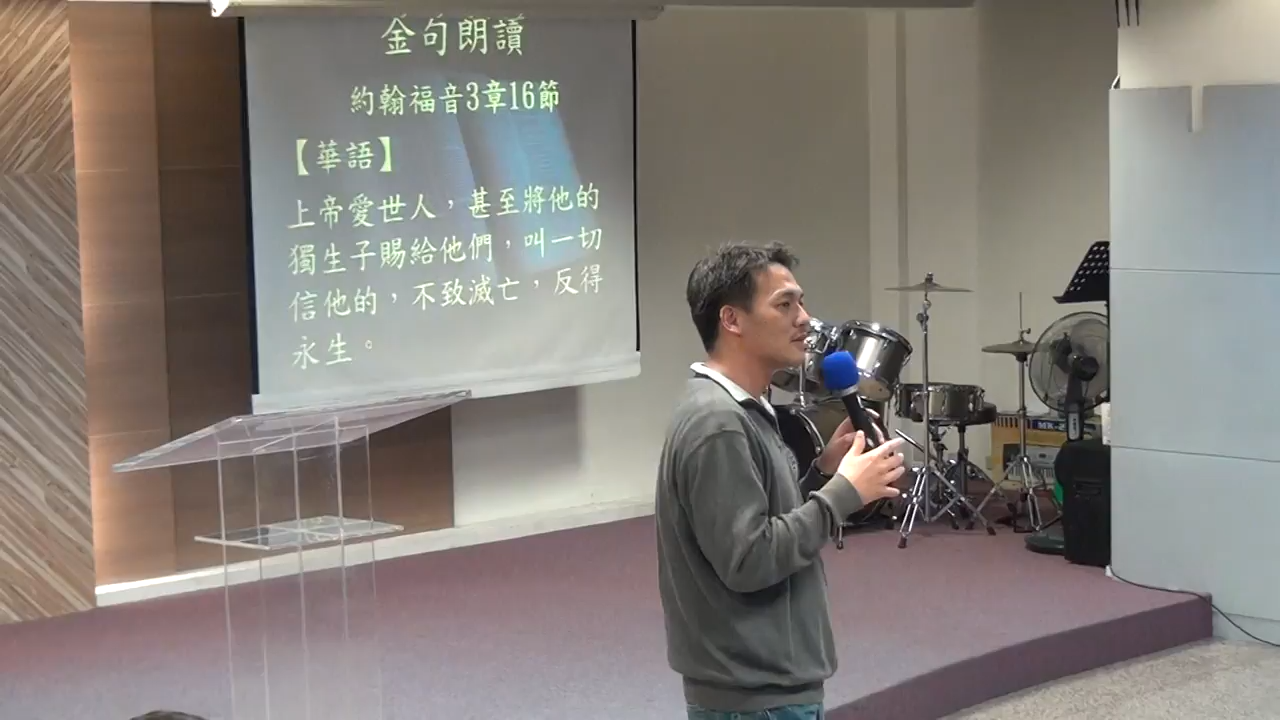 金句朗讀
約翰福音3章16節
【華語】
上帝愛世人，甚至將他的
獨生子賜給他們，叫一切
信他的，不致滅亡，反得
永生。